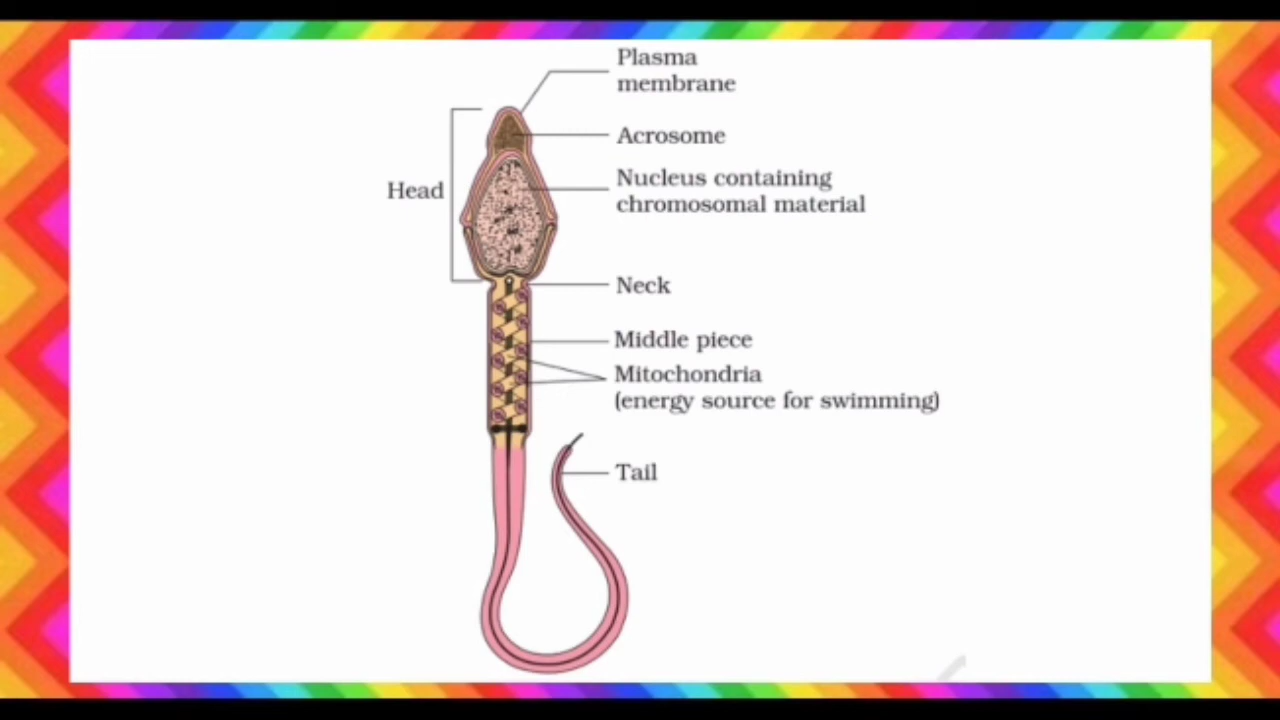 Plasma
membrane
Acrosome
Head
Nucleus containing
chromosomal material
Neck
Middle piece
Mitochondria
(energy source for swimming)
Tail